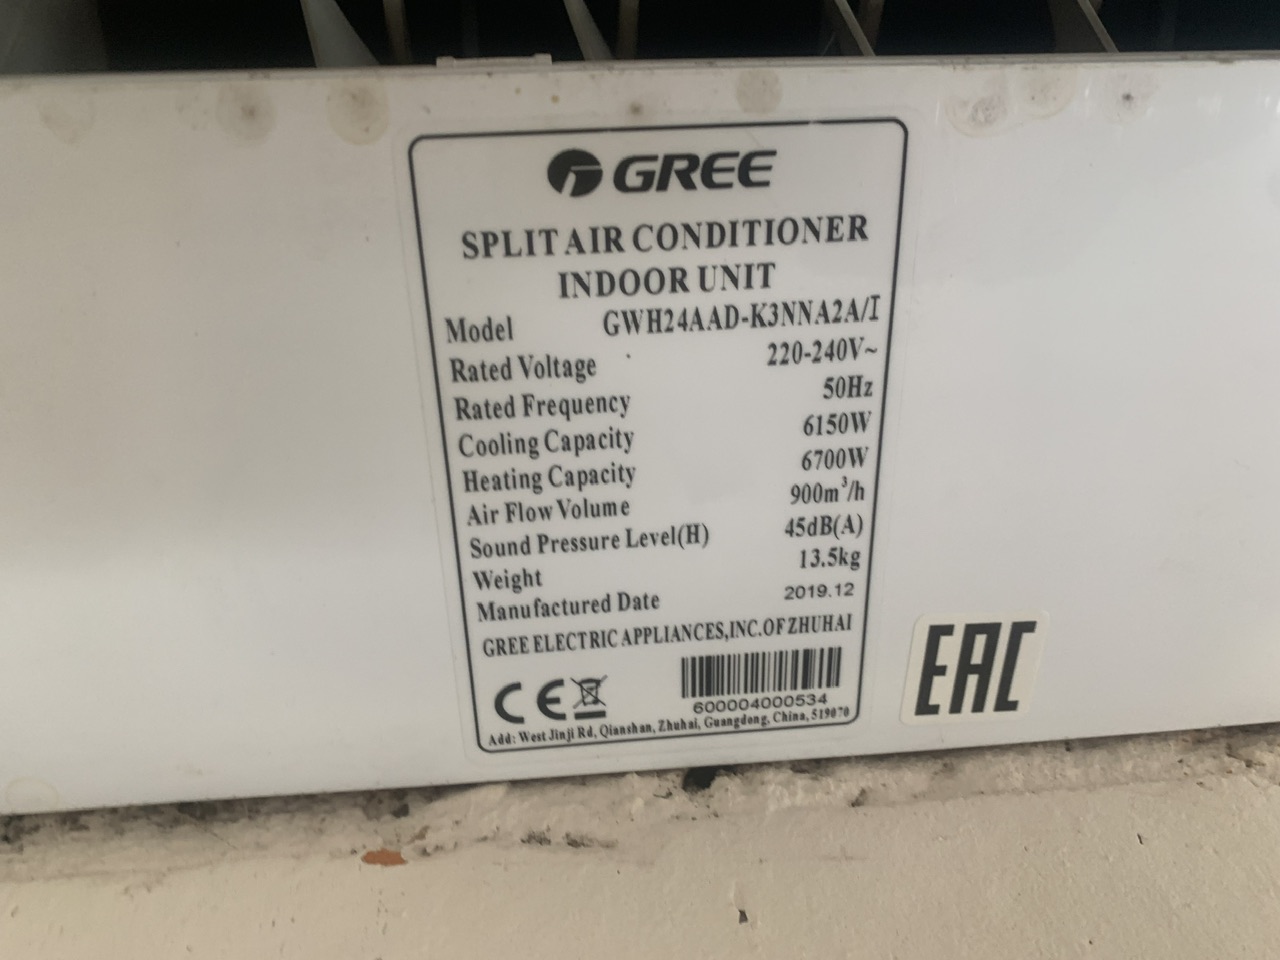 GREE
SPLIT AIR CONDITIONER
INDOOR UNIT
Model GWH24AAD-K3NNA2A/I
Rated Voltage 220-240V~
Rated Frequency 50Hz
Cooling Capacity 6150W
Heating Capacity 6700W
Air Flow Volume 900m³/h
Sound Pressure Level(H) 45dB(A)
Weight 13.5kg
Manufactured Date 2019.12
GREE ELECTRIC APPLIANCES,INC.OF ZHUHAI
CE
600004000534
Add: West Jinji Rd, Qianshan, Zhuhai, Guangdong, China, 519070
EAC